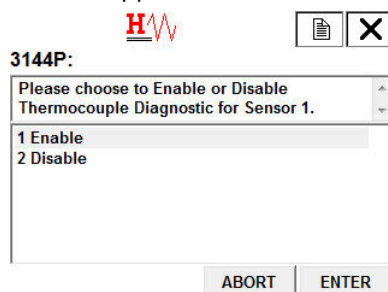 H
3144P:
Please choose to Enable or Disable
Thermocouple Diagnostic for Sensor 1.
1 Enable
2 Disable
ABORT ENTER